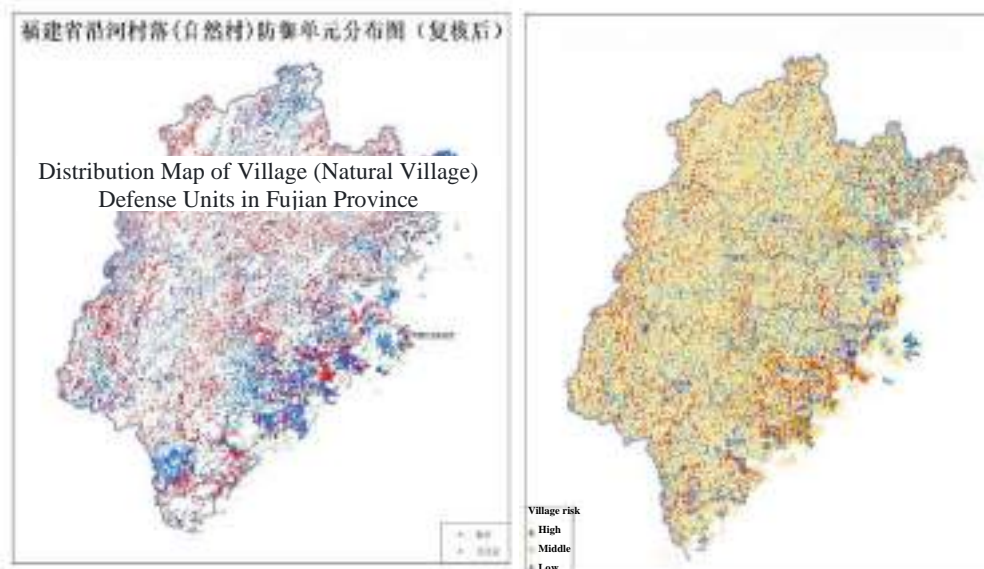 福建省沿河村落(自然村)防御单元分布图（复核后）
Distribution Map of Village (Natural Village)
Defense Units in Fujian Province
Village risk
High
Middle
Low